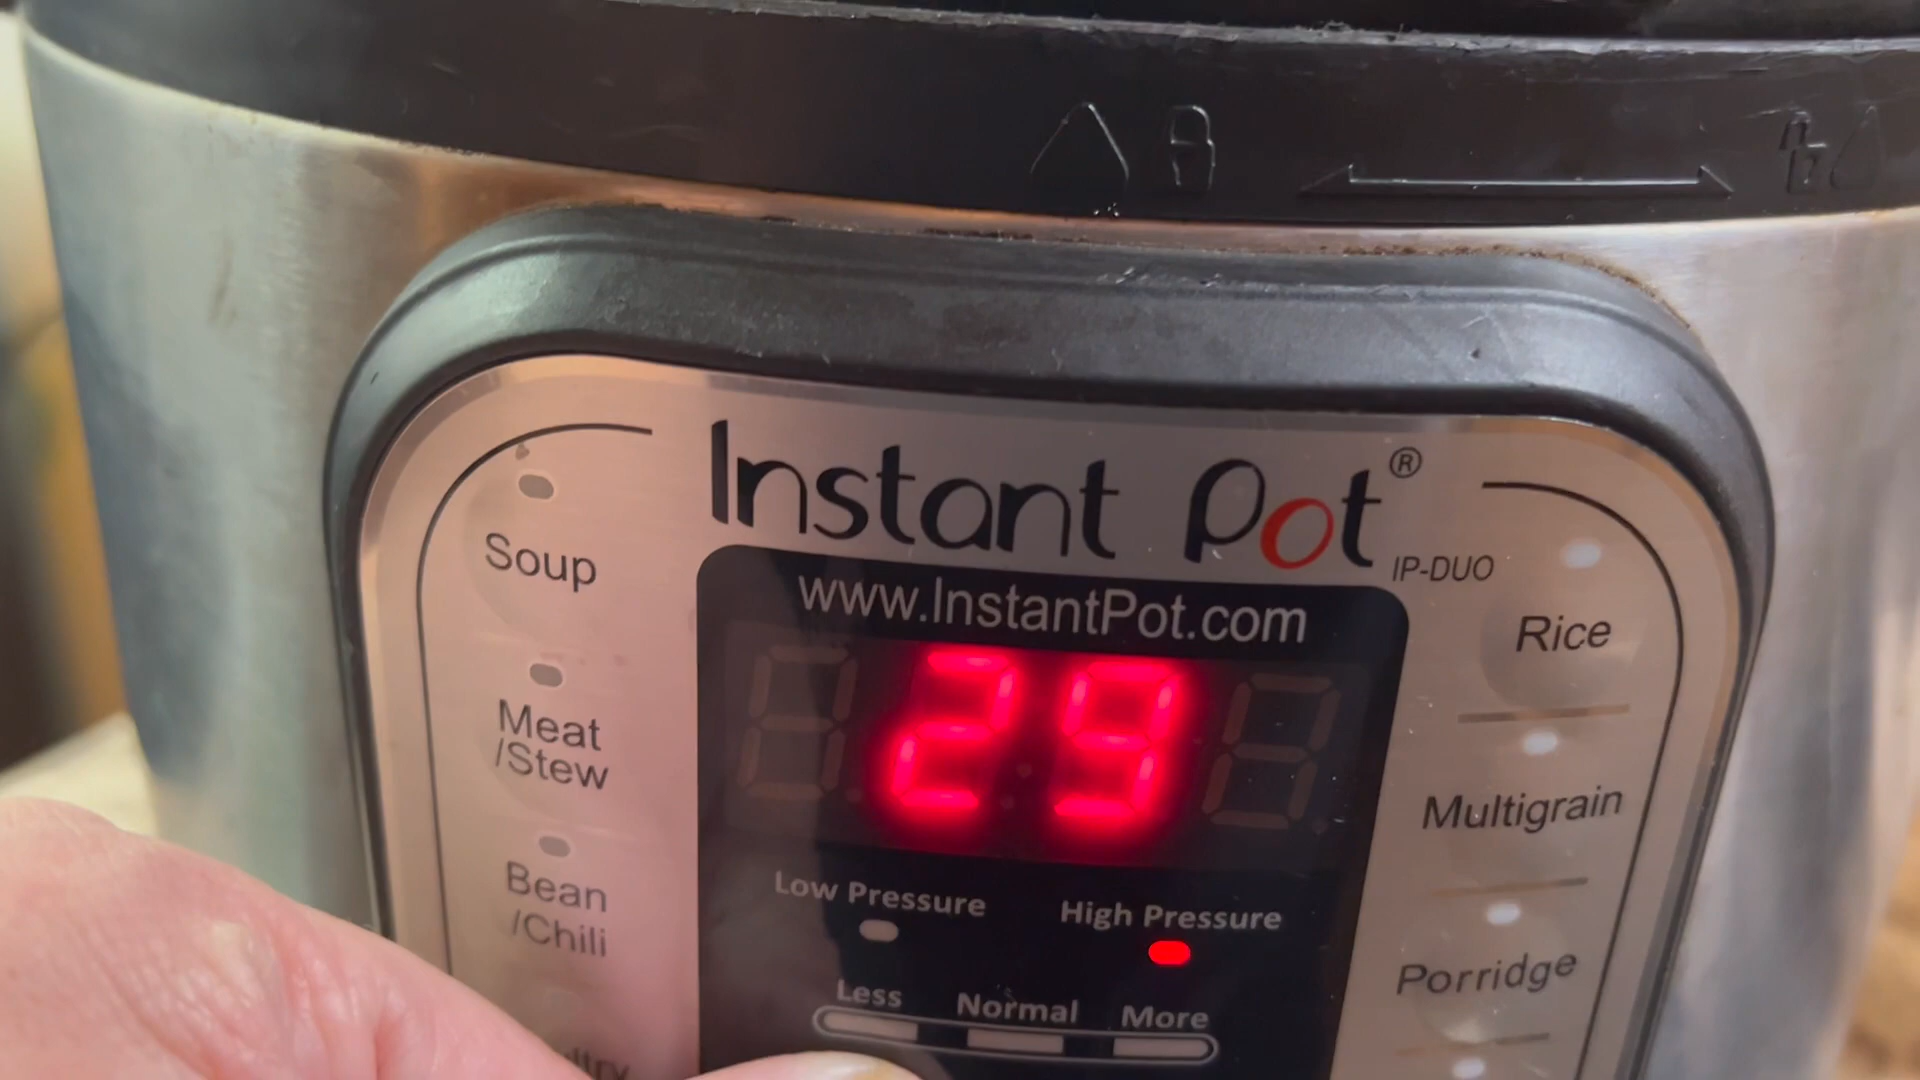 Instant Pot®
IP-DUO
www.InstantPot.com
29
Soup
Meat
/Stew
Bean
/Chili
Low Pressure
High Pressure
Less
Normal
More
Rice
Multigrain
Porridge